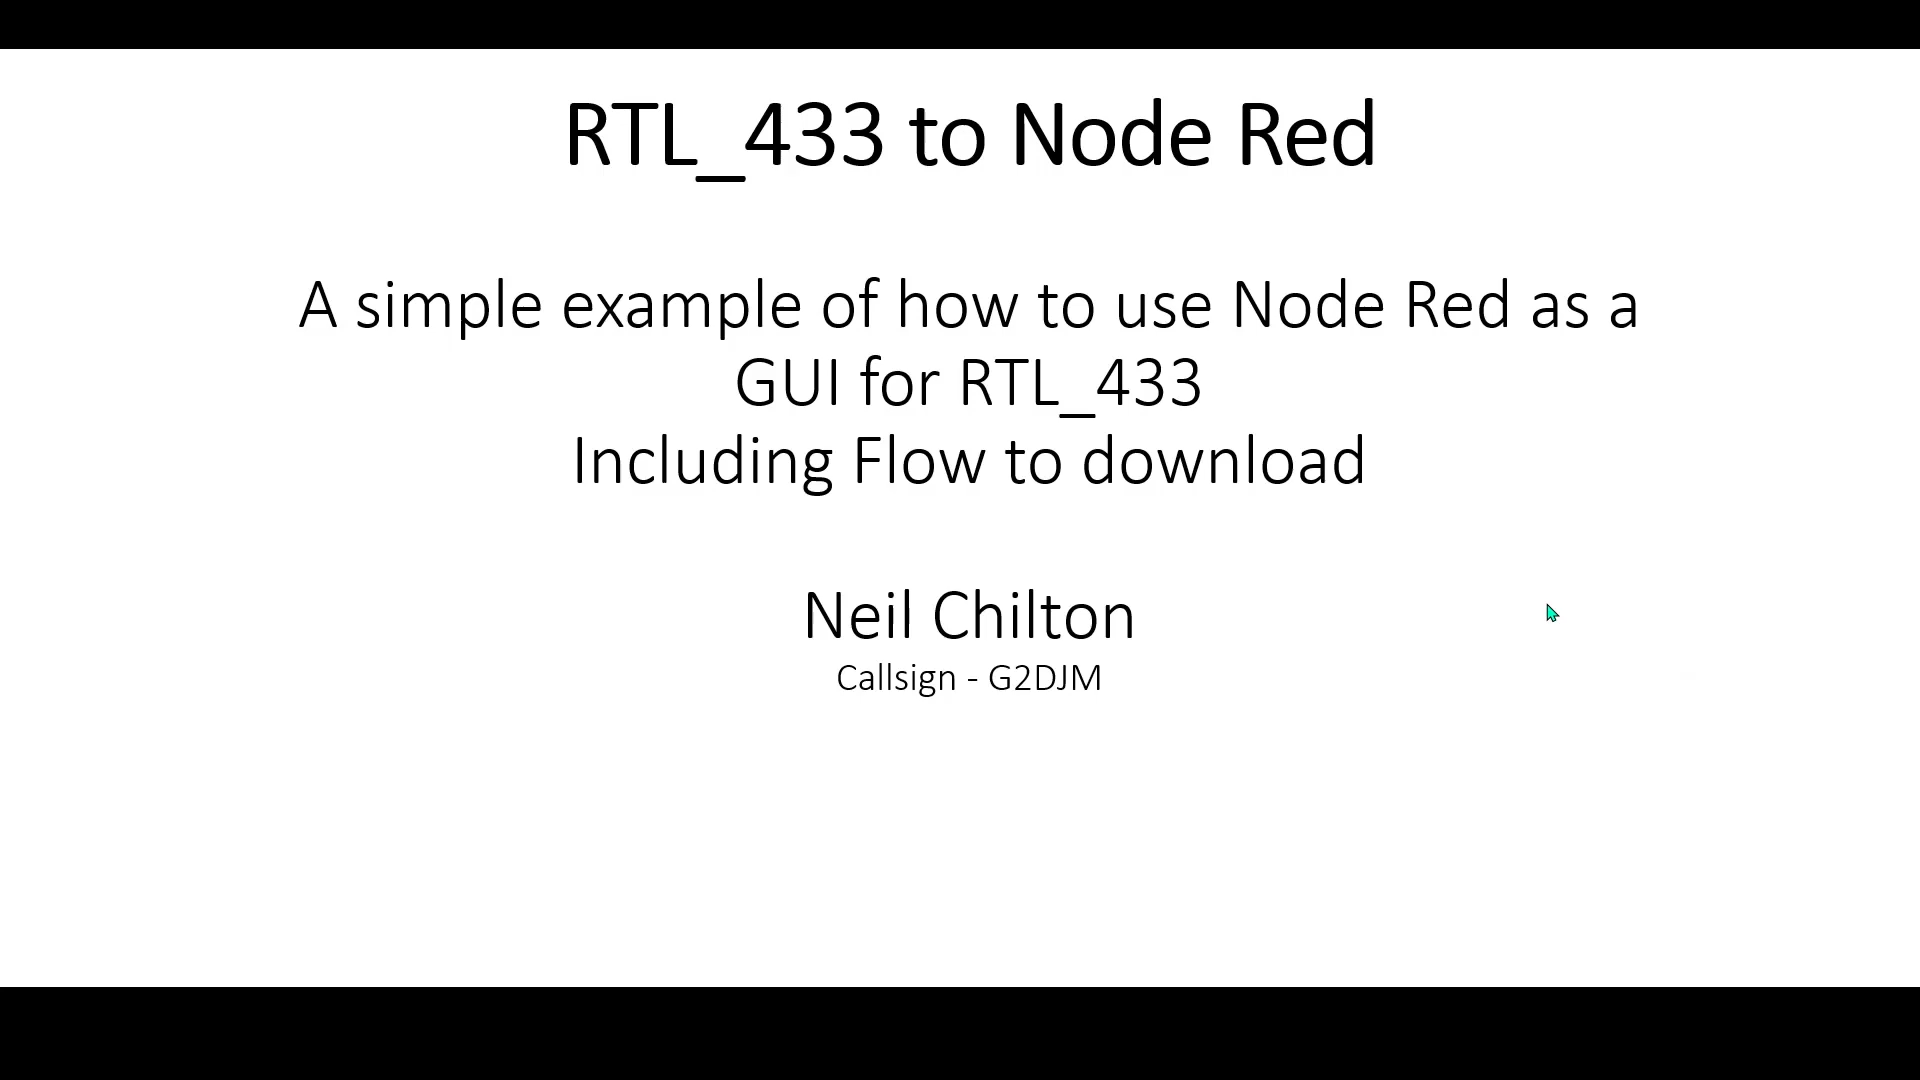 RTL_433 to Node Red
A simple example of how to use Node Red as a
GUI for RTL_433
Including Flow to download
Neil Chilton
Callsign - G2DJM